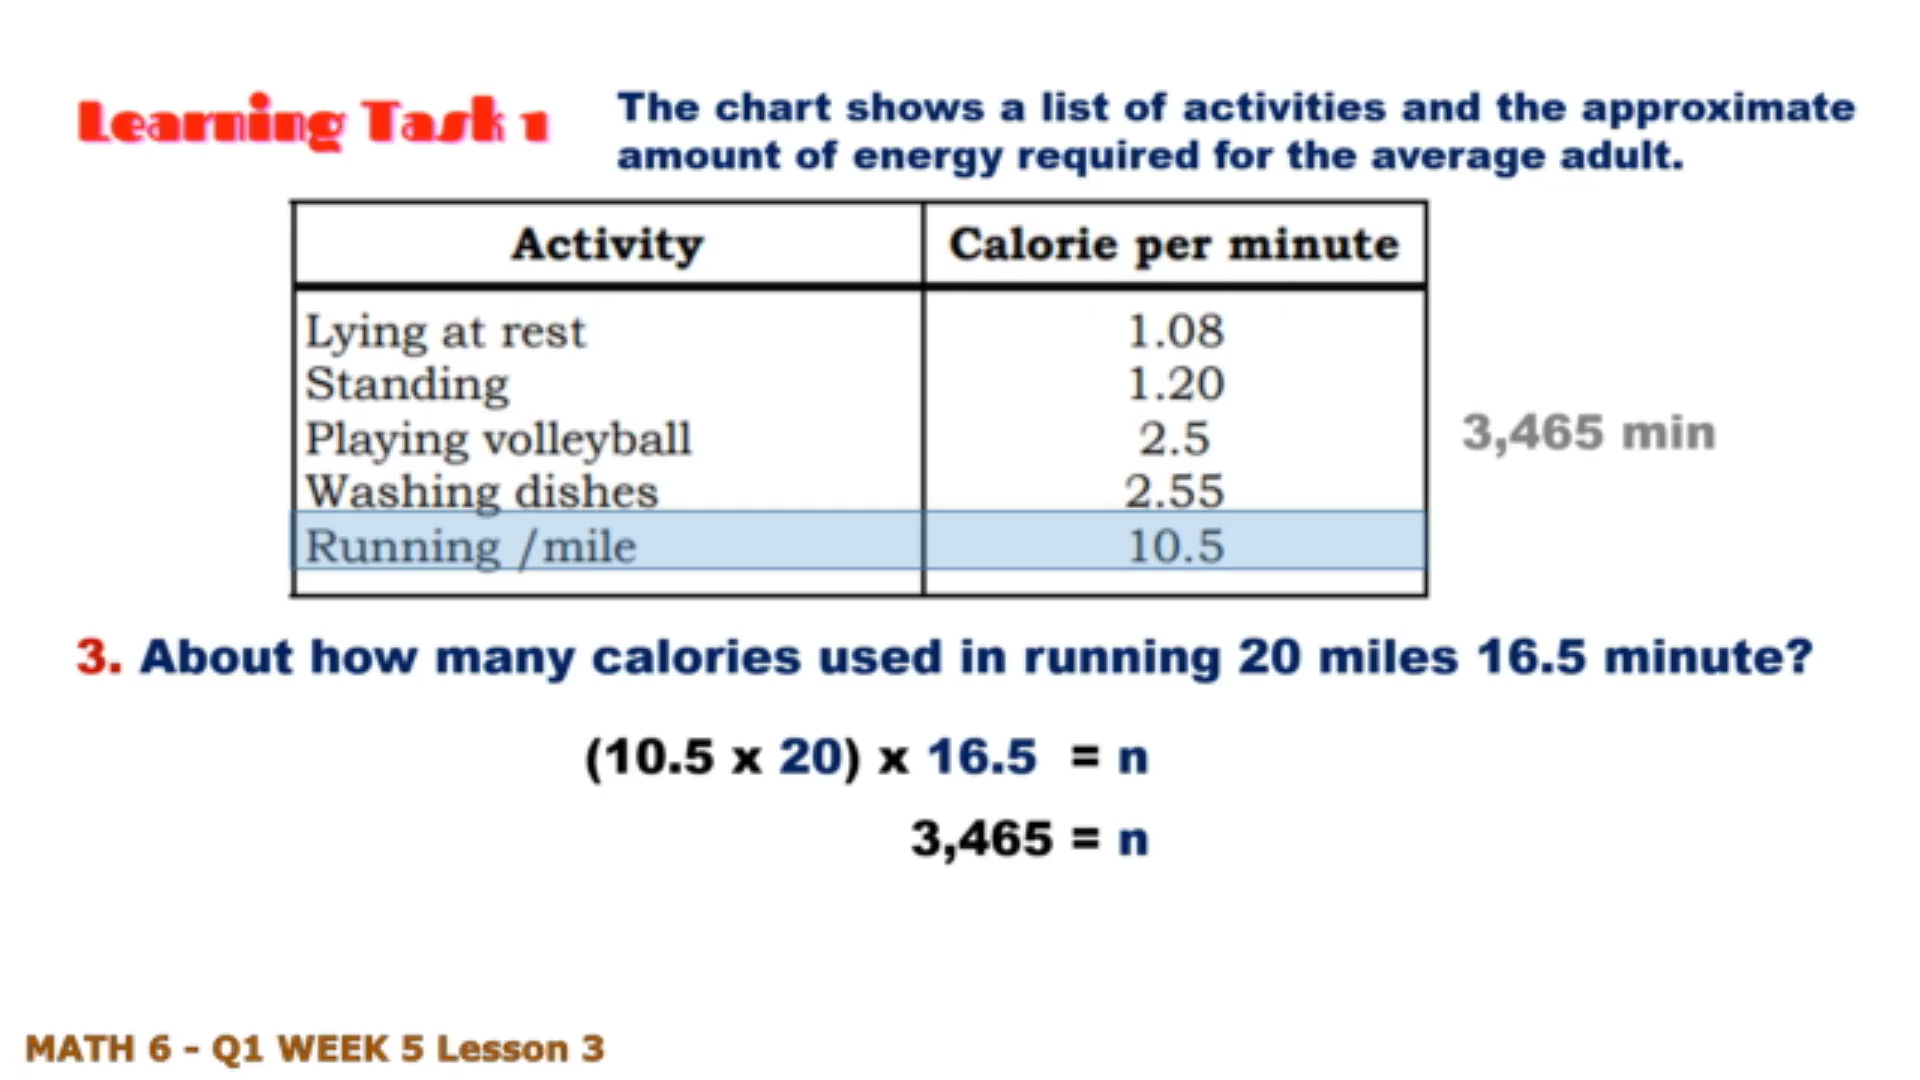 Learning Task 1
The chart shows a list of activities and the approximate
amount of energy required for the average adult.
Activity Calorie per minute
Lying at rest 1.08
Standing 1.20
Playing volleyball 2.5
Washing dishes 2.55
Running /mile 10.5
3,465 min
3. About how many calories used in running 20 miles 16.5 minute?
(10.5 x 20) x 16.5 = n
3,465 = n
MATH 6 - Q1 WEEK 5 Lesson 3